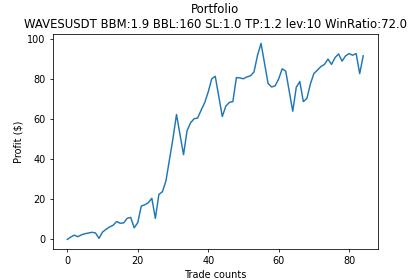 Portfolio
WAVESUSDT BBM:1.9 BBL:160 SL:1.0 TP:1.2 lev:10 WinRatio:72.0
100
80
60
40
20
0
Profit ($)
0 20 40 60 80
Trade counts